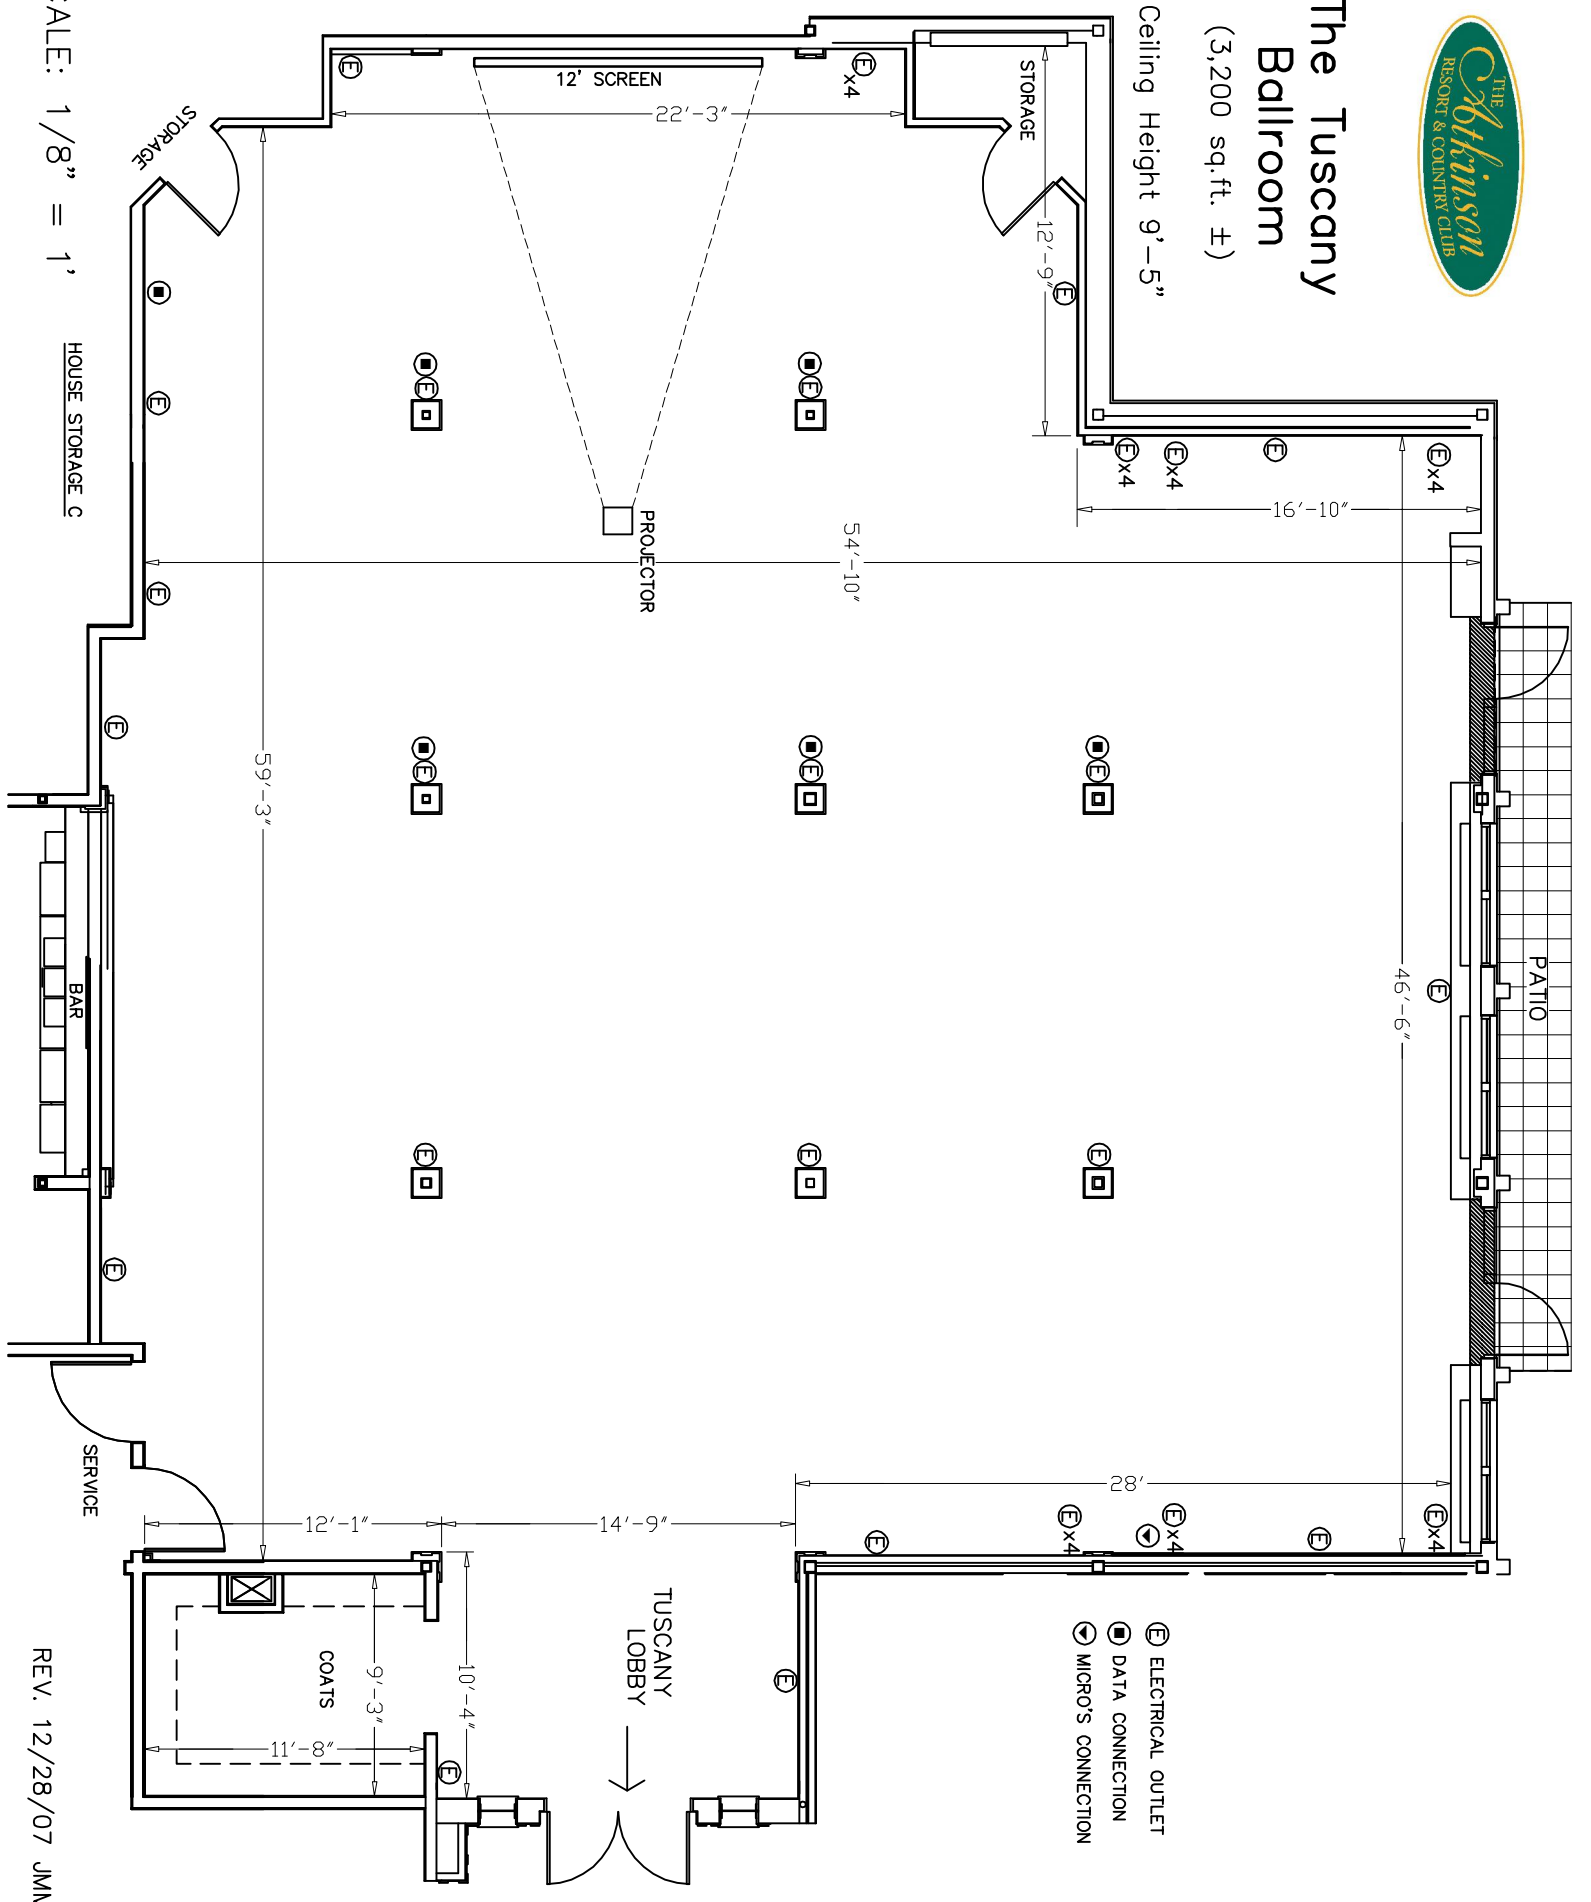 THE
Atkinson
RESORT & COUNTRY CLUB
The Tuscany
Ballroom
(3,200 sq.ft. ±)
Ceiling Height 9'-5"
STORAGE
12'-9"
E
x4
12' SCREEN
22'-3"
E
STORAGE
E
E
E
PROJECTOR
54'-10"
16'-10"
E x4
E x4
E
E x4
E
E
E
HOUSE STORAGE C
CALE: 1/8" = 1'
PATIO
46'-6"
E
E
E
E
59'-3"
BAR
E
E
E
E
E
28'
14'-9"
12'-1"
SERVICE
E x4
E
E x4
E x4
E
E
E
TUSCANY
LOBBY
10'-4"
9'-3"
COATS
11'-8"
E ELECTRICAL OUTLET
DATA CONNECTION
MICRO'S CONNECTION
REV. 12/28/07